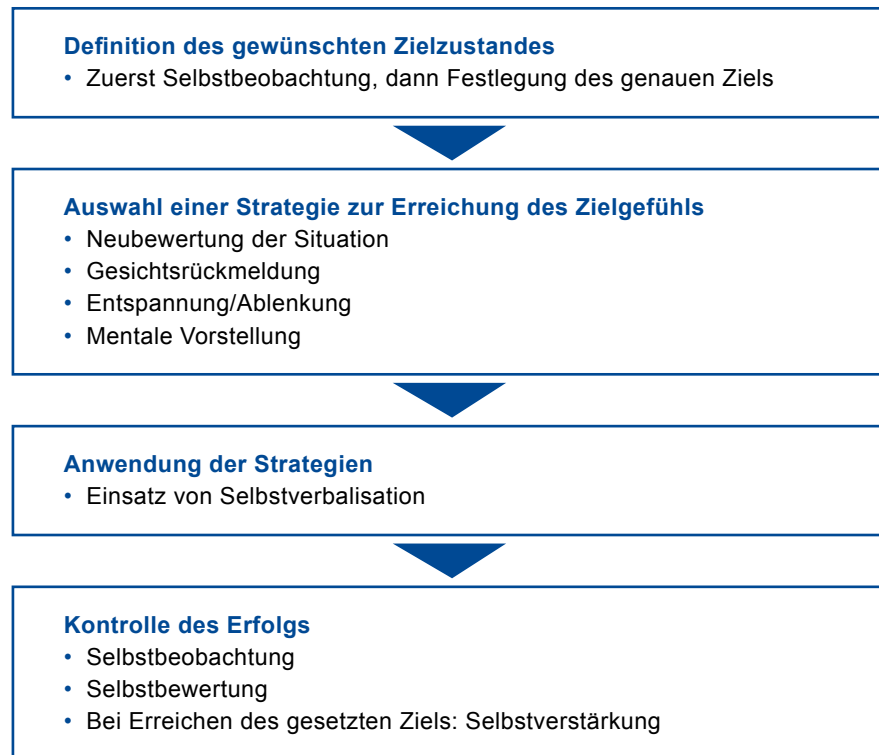 Definition des gewünschten Zielzustandes
• Zuerst Selbstbeobachtung, dann Festlegung des genauen Ziels
Auswahl einer Strategie zur Erreichung des Zielgefühls
• Neubewertung der Situation
• Gesichtsrückmeldung
• Entspannung/Ablenkung
• Mentale Vorstellung
Anwendung der Strategien
• Einsatz von Selbstverbalisation
Kontrolle des Erfolgs
• Selbstbeobachtung
• Selbstbewertung
• Bei Erreichen des gesetzten Ziels: Selbstverstärkung